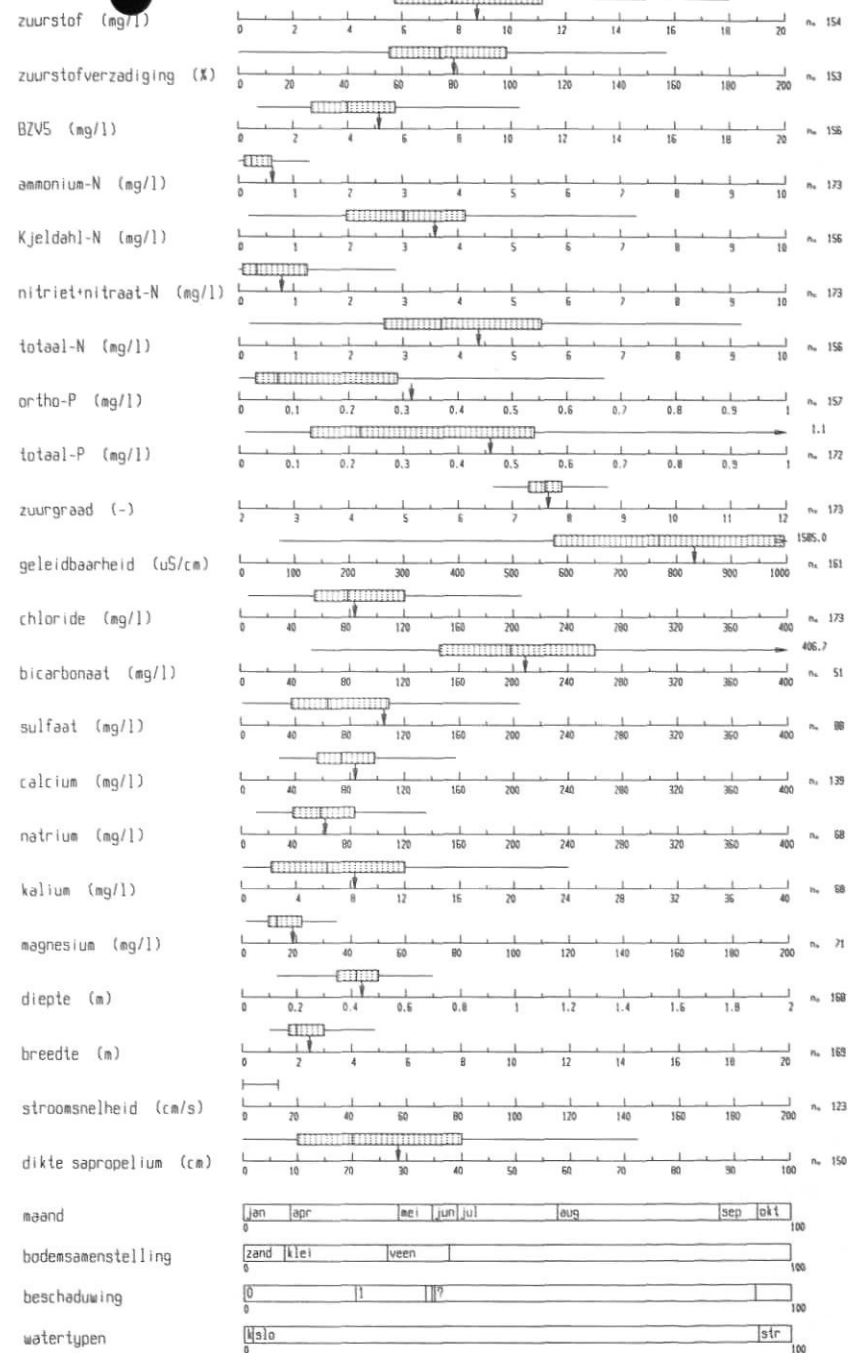 zuurstof (mg/l) 0 2 4 6 8 10 12 14 16 18 20 n= 154
zuurstofverzadiging (%) 0 20 40 60 80 100 120 140 160 180 200 n= 153
BZV5 (mg/l) 0 2 4 6 8 10 12 14 16 18 20 n= 156
ammonium-N (mg/l) 0 1 2 3 4 5 6 7 8 9 10 n= 173
Kjeldahl-N (mg/l) 0 1 2 3 4 5 6 7 8 9 10 n= 156
nitriet+nitraat-N (mg/l) 0 1 2 3 4 5 6 7 8 9 10 n= 173
totaal-N (mg/l) 0 1 2 3 4 5 6 7 8 9 10 n= 156
ortho-P (mg/l) 0 0.1 0.2 0.3 0.4 0.5 0.6 0.7 0.8 0.9 1 n= 157
1.1
totaal-P (mg/l) 0 0.1 0.2 0.3 0.4 0.5 0.6 0.7 0.8 0.9 1 n= 172
zuurgraad (-) 2 3 4 5 6 7 8 9 10 11 12 n= 173
1585.0
geleidbaarheid (uS/cm) 0 100 200 300 400 500 600 700 800 900 1000 n= 161
chloride (mg/l) 0 40 80 120 160 200 240 280 320 360 400 n= 173
406.7
bicarbonaat (mg/l) 0 40 80 120 160 200 240 280 320 360 400 n= 51
sulfaat (mg/l) 0 40 80 120 160 200 240 280 320 360 400 n= 88
calcium (mg/l) 0 40 80 120 160 200 240 280 320 360 400 n= 139
natrium (mg/l) 0 40 80 120 160 200 240 280 320 360 400 n= 68
kalium (mg/l) 0 4 8 12 16 20 24 28 32 36 40 n= 68
magnesium (mg/l) 0 20 40 60 80 100 120 140 160 180 200 n= 71
diepte (m) 0 0.2 0.4 0.6 0.8 1 1.2 1.4 1.6 1.8 2 n= 168
breedte (m) 0 2 4 6 8 10 12 14 16 18 20 n= 169
stroomsnelheid (cm/s) 0 20 40 60 80 100 120 140 160 180 200 n= 123
dikte sapropelium (cm) 0 10 20 30 40 50 60 70 80 90 100 n= 150
maand jan apr mei jun jul aug sep okt
0 100
bodemsamenstelling zand klei veen
0 100
beschaduwing 0 1 ?
0 100
watertypen k slo str
0 100